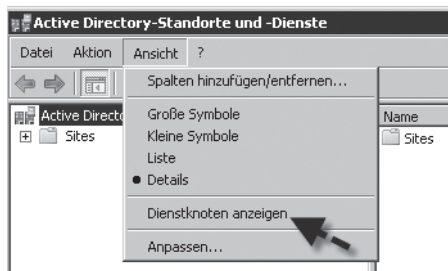 Active Directory-Standorte und -Dienste
Datei Aktion Ansicht ?
Spalten hinzufügen/entfernen...
Active Directo
Name
Sites
Sites
Große Symbole
Kleine Symbole
Liste
Details
Dienstknoten anzeigen
Anpassen...